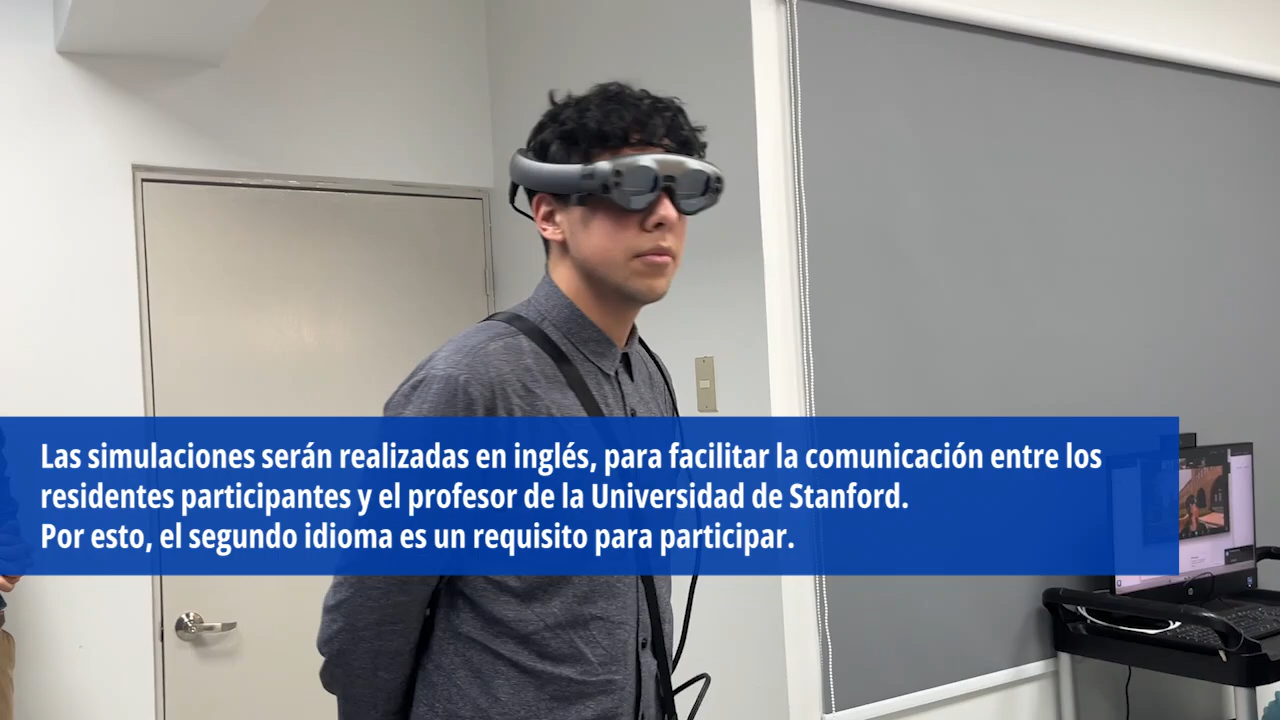 Las simulaciones serán realizadas en inglés, para facilitar la comunicación entre los
residentes participantes y el profesor de la Universidad de Stanford.
Por esto, el segundo idioma es un requisito para participar.